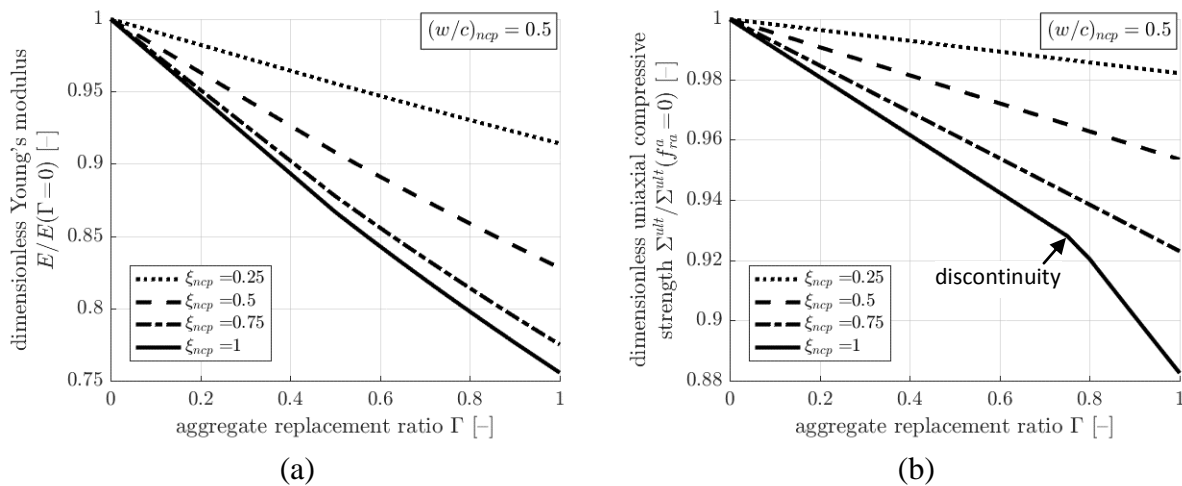 dimensionless Young's modulus
E/E(Γ=0) [–]
1
0.95
0.9
0.85
0.8
0.75
(w/c)ncp = 0.5
ξncp =0.25
ξncp =0.5
ξncp =0.75
ξncp =1
0
0.2
0.4
0.6
0.8
1
aggregate replacement ratio Γ [–]
(a)
dimensionless uniaxial compressive
strength Σ^ult/Σ^ult(f^a_ra=0) [–]
1
0.98
0.96
0.94
0.92
0.9
0.88
(w/c)ncp = 0.5
discontinuity
ξncp =0.25
ξncp =0.5
ξncp =0.75
ξncp =1
0
0.2
0.4
0.6
0.8
1
aggregate replacement ratio Γ [–]
(b)